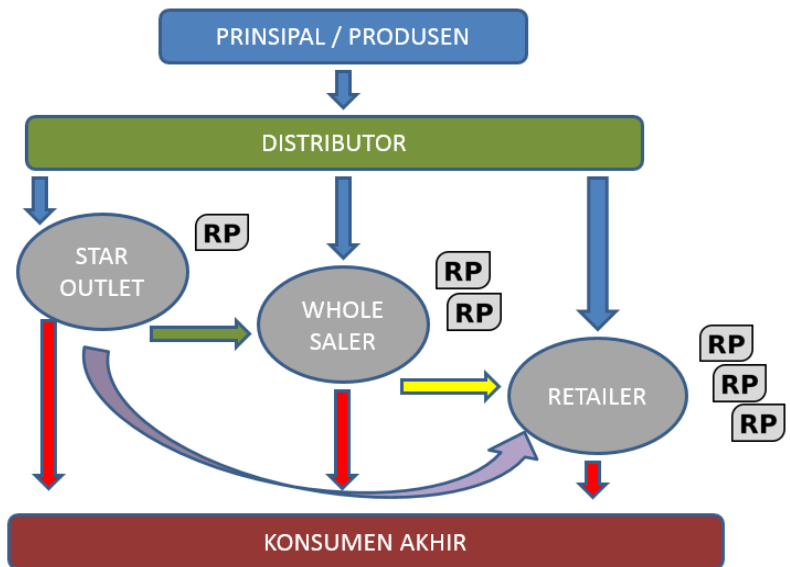 PRINSIPAL / PRODUSEN
DISTRIBUTOR
STAR
OUTLET
RP
WHOLE
SALER
RP
RP
RETAILER
RP
RP
RP
KONSUMEN AKHIR